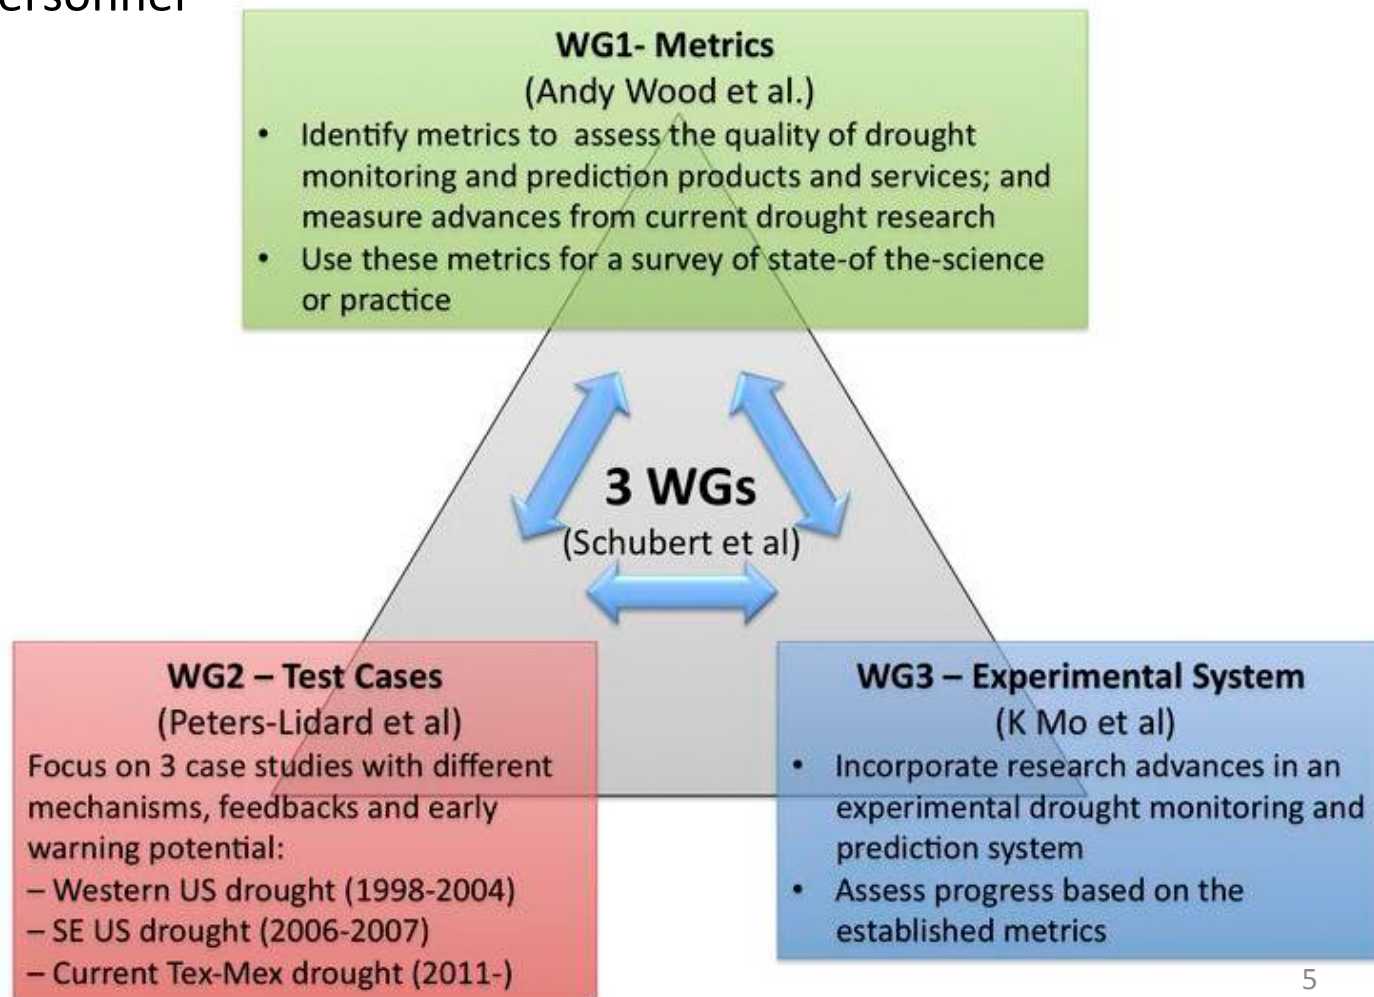 WG1- Metrics
(Andy Wood et al.)
• Identify metrics to assess the quality of drought
monitoring and prediction products and services; and
measure advances from current drought research
• Use these metrics for a survey of state-of the-science
or practice
3 WGs
(Schubert et al)
WG2 – Test Cases
(Peters-Lidard et al)
Focus on 3 case studies with different
mechanisms, feedbacks and early
warning potential:
– Western US drought (1998-2004)
– SE US drought (2006-2007)
– Current Tex-Mex drought (2011-)
WG3 – Experimental System
(K Mo et al)
• Incorporate research advances in an
experimental drought monitoring and
prediction system
• Assess progress based on the
established metrics
5